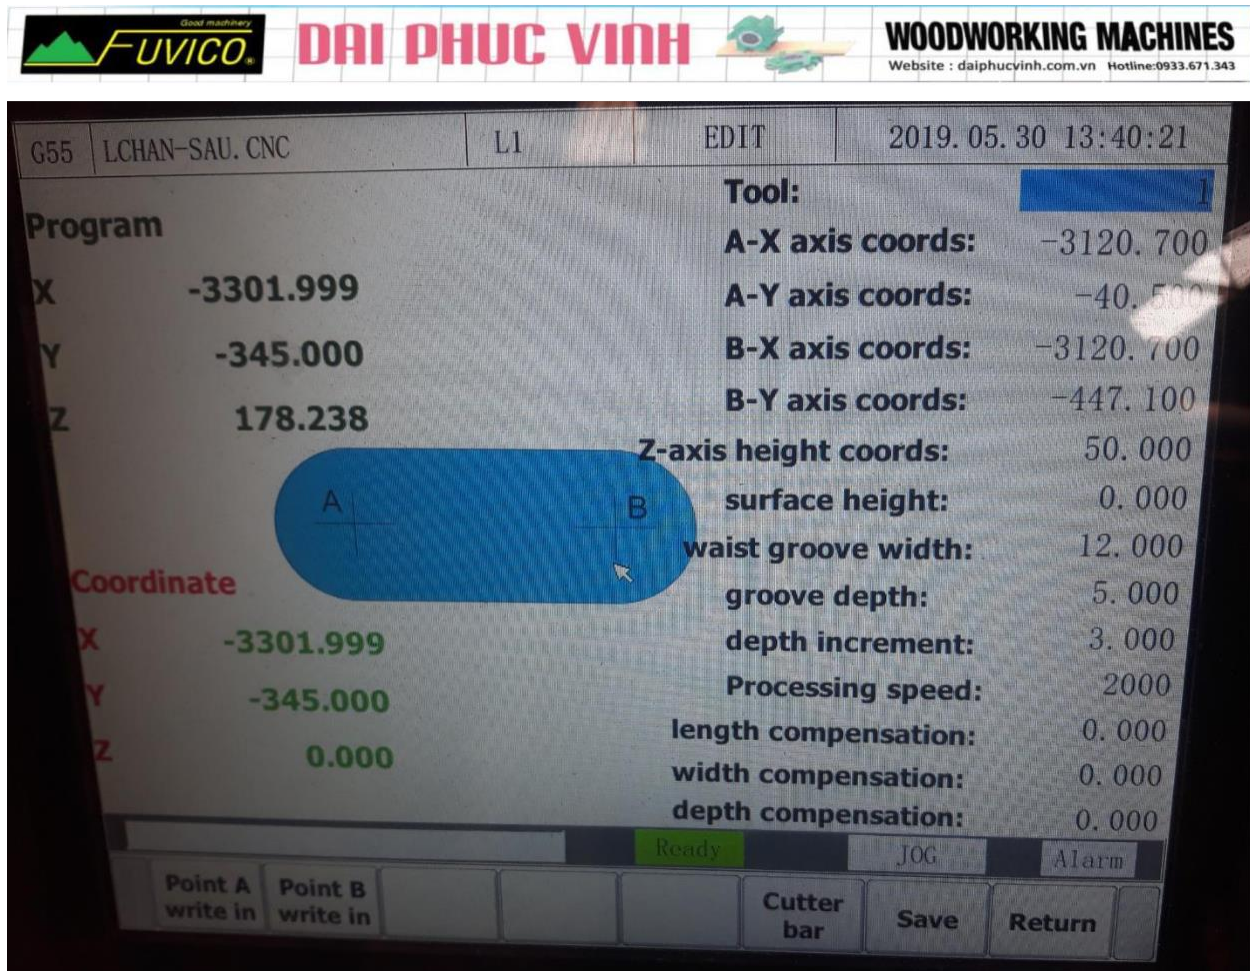 Good machinery
FUVICO®
DAI PHUC VINH
WOODWORKING MACHINES
Website : daiphucvinh.com.vn Hotline:0933.671.343
G55 LCHAN-SAU.CNC L1 EDIT 2019.05.30 13:40:21
Program
X -3301.999
Y -345.000
Z 178.238
A
B
Coordinate
X -3301.999
Y -345.000
Z 0.000
Tool: 1
A-X axis coords: -3120.700
A-Y axis coords: -40.500
B-X axis coords: -3120.700
B-Y axis coords: -447.100
Z-axis height coords: 50.000
surface height: 0.000
waist groove width: 12.000
groove depth: 5.000
depth increment: 3.000
Processing speed: 2000
length compensation: 0.000
width compensation: 0.000
depth compensation: 0.000
Ready JOG Alarm
Point A write in
Point B write in
Cutter bar
Save
Return